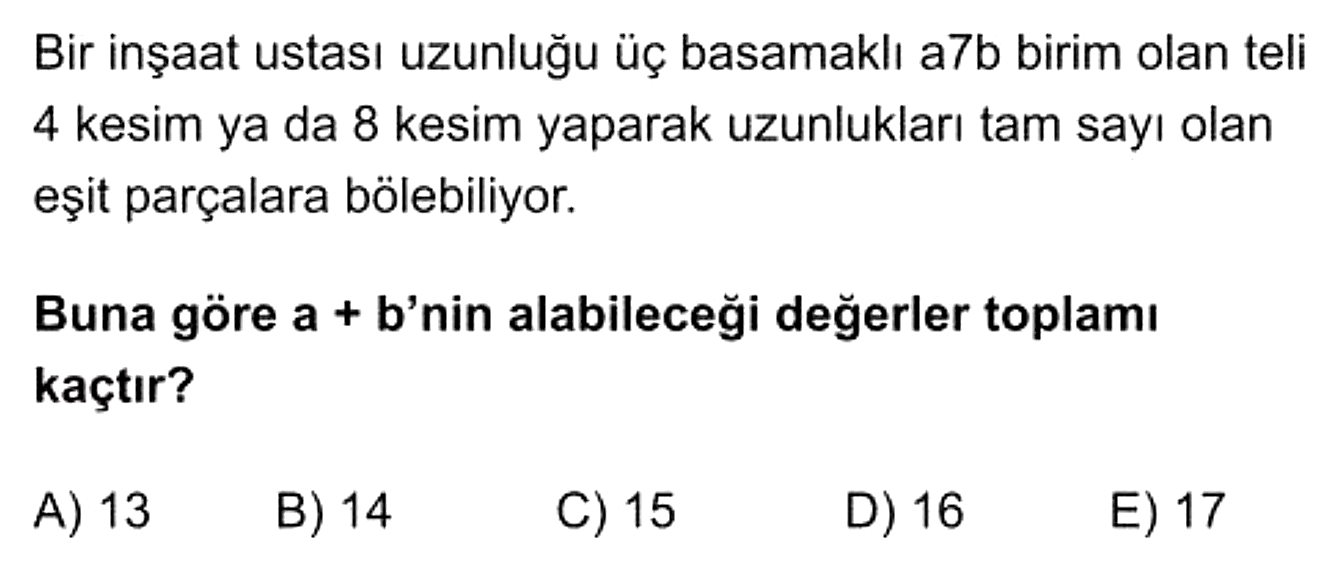 Bir inşaat ustası uzunluğu üç basamaklı a7b birim olan teli
4 kesim ya da 8 kesim yaparak uzunlukları tam sayı olan
eşit parçalara bölebiliyor.
Buna göre a + b’nin alabileceği değerler toplamı
kaçtır?
A) 13 B) 14 C) 15 D) 16 E) 17